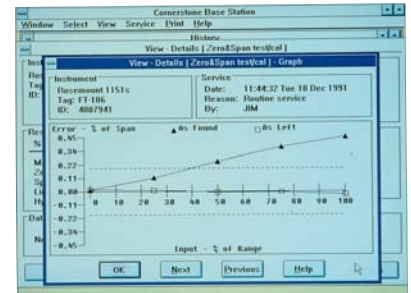 Cornerstone Base Station
Window Select View Service Print Help
History
View - Details [ Zero&Span test/cal ]
View - Details [ Zero&Span test/cal ] - Graph
Instrument
Rosemount 1151s
Tag: FT-106
ID: 4007941
Service
Date: 11:44:32 Tue 10 Dec 1991
Reason: Routine service
By: JIM
Error - % of Span
As Found
As Left
0.45
0.34
0.22
0.11
0.00
-0.11
-0.22
-0.34
-0.45
0 10 20 30 40 50 60 70 80 90 100
Input - % of Range
OK Next Previous Help